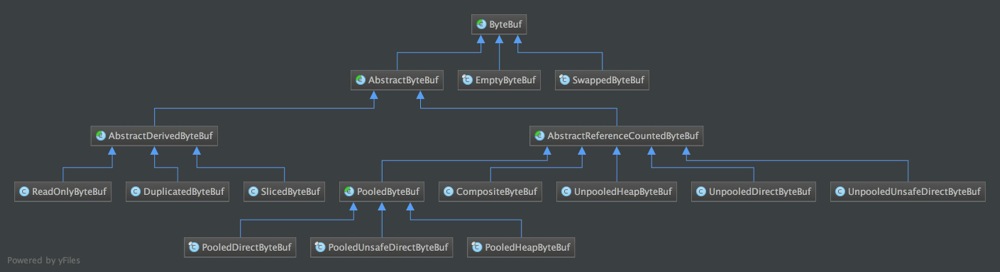 ByteBuf
AbstractByteBuf EmptyByteBuf SwappedByteBuf
AbstractDerivedByteBuf AbstractReferenceCountedByteBuf
ReadOnlyByteBuf DuplicatedByteBuf SlicedByteBuf PooledByteBuf CompositeByteBuf UnpooledHeapByteBuf UnpooledDirectByteBuf UnpooledUnsafeDirectByteBuf
PooledDirectByteBuf PooledUnsafeDirectByteBuf PooledHeapByteBuf
Powered by yFiles